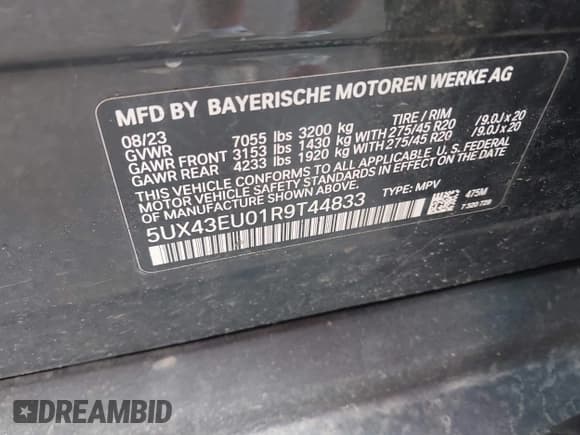 MFD BY BAYERISCHE MOTOREN WERKE AG
08/23 TIRE / RIM
GVWR 7055 lbs 3200 kg
GAWR FRONT 3153 lbs 1430 kg WITH 275/45 R20 /9.0J x 20
GAWR REAR 4233 lbs 1920 kg WITH 275/45 R20 /9.0J x 20
THIS VEHICLE CONFORMS TO ALL APPLICABLE U.S. FEDERAL
MOTOR VEHICLE SAFETY STANDARDS IN EFFECT ON THE DATE
OF MANUFACTURE SHOWN ABOVE.
5UX43EU01R9T44833 TYPE: MPV
475M
7 520 728
DREAMBID